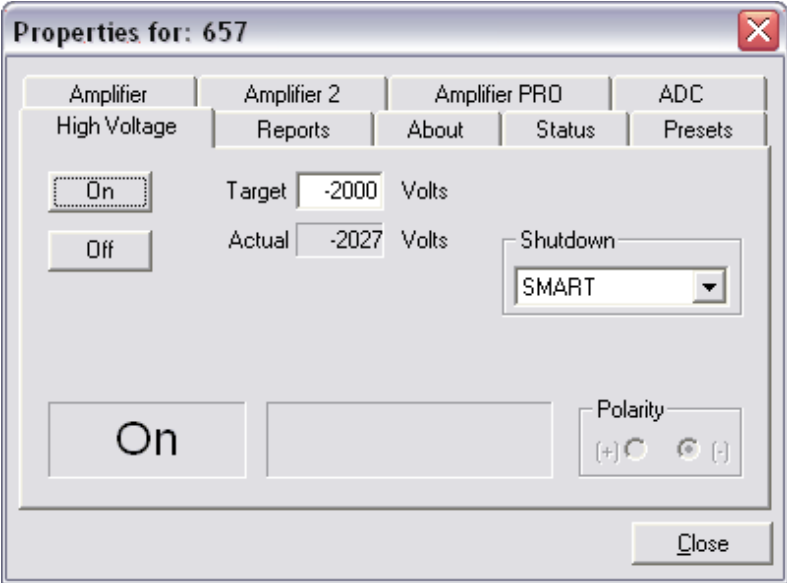 Properties for: 657
Amplifier Amplifier 2 Amplifier PRO ADC
High Voltage Reports About Status Presets
On Target -2000 Volts
Off Actual -2027 Volts Shutdown
SMART
On
Polarity
(+) (-)
Close